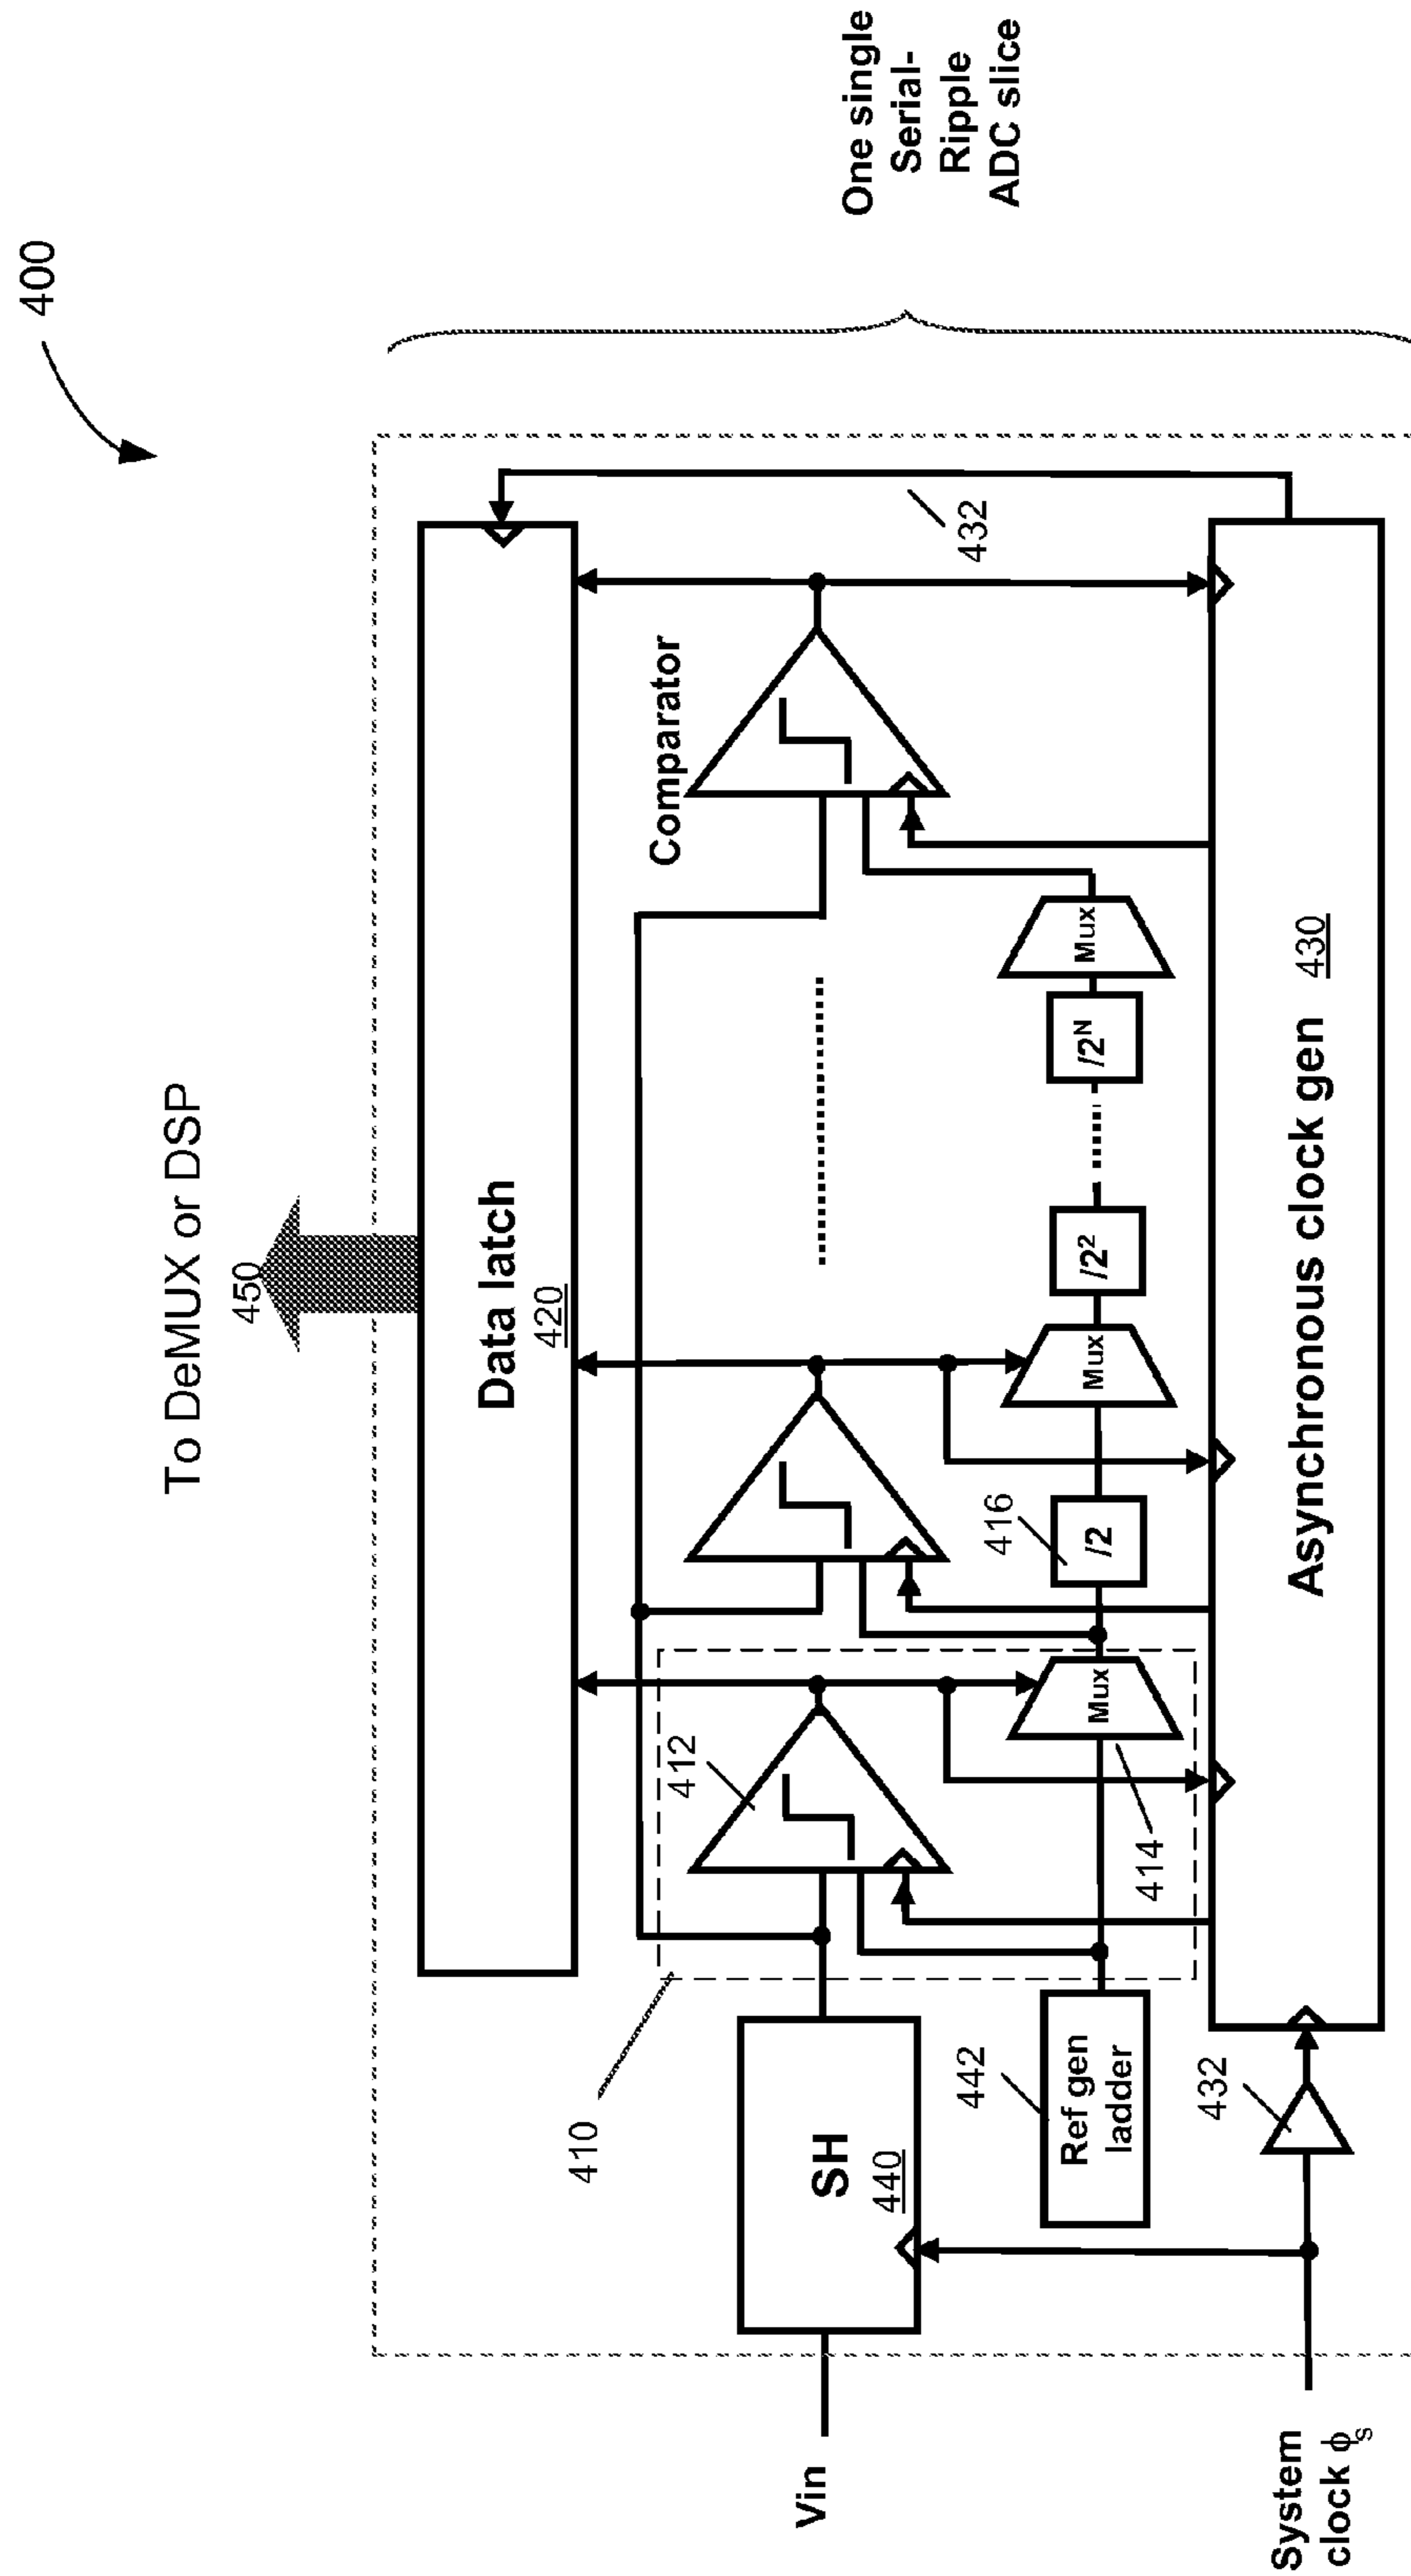 400
To DeMUX or DSP
450
Data latch
420
One single
Serial-
Ripple
ADC slice
432
Comparator
412
410
Vin
SH
440
442
Ref gen
ladder
414
Mux
416
/2
Mux
/2²
/2ᴺ
Mux
System
clock ϕₛ
432
Asynchronous clock gen 430